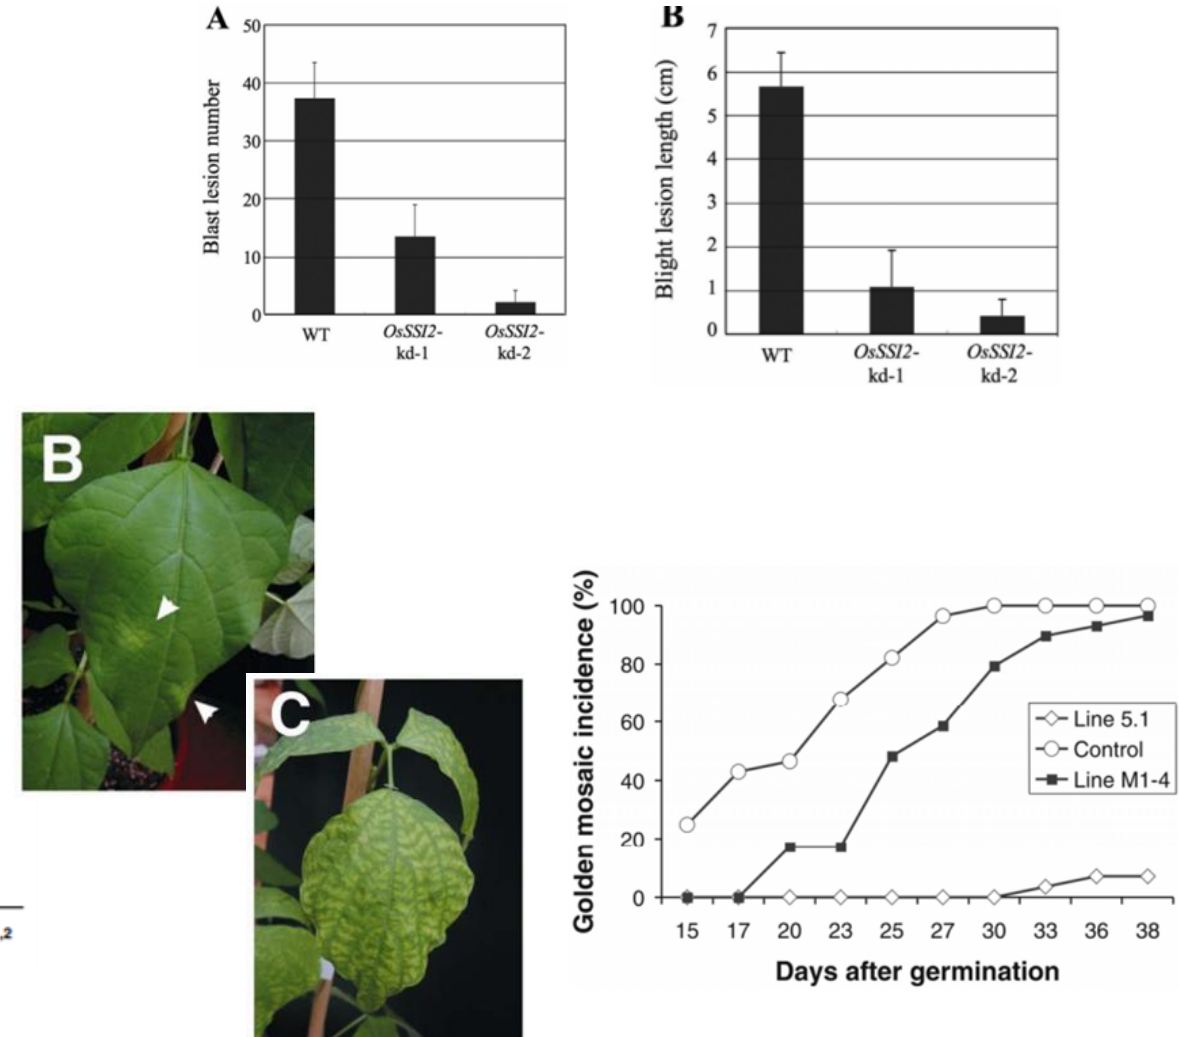 A
50
40
30
20
10
0
Blast lesion number
WT
OsSSI2-
kd-1
OsSSI2-
kd-2
B
7
6
5
4
3
2
1
0
Blight lesion length (cm)
WT
OsSSI2-
kd-1
OsSSI2-
kd-2
B
C
,2
Golden mosaic incidence (%)
100
80
60
40
20
0
15 17 20 23 25 27 30 33 36 38
Days after germination
Line 5.1
Control
Line M1-4